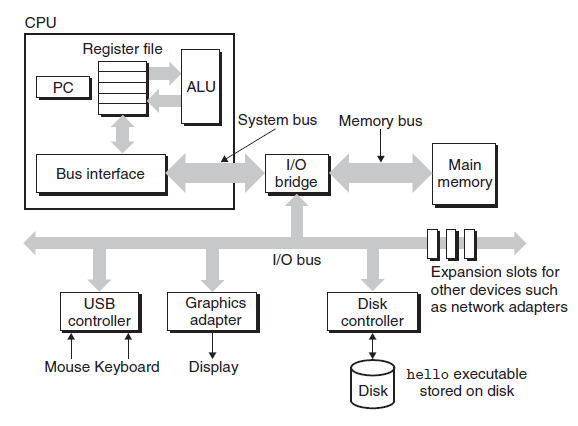 CPU
Register file
PC
ALU
System bus
Memory bus
Bus interface
I/O
bridge
Main
memory
I/O bus
Expansion slots for
other devices such
as network adapters
USB
controller
Graphics
adapter
Disk
controller
Mouse Keyboard
Display
Disk
hello executable
stored on disk